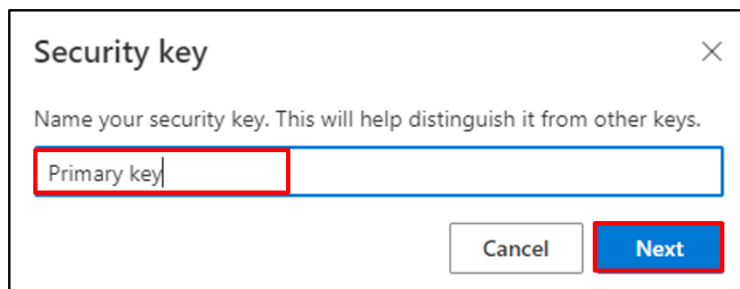 Security key
Name your security key. This will help distinguish it from other keys.
Primary key
Cancel Next